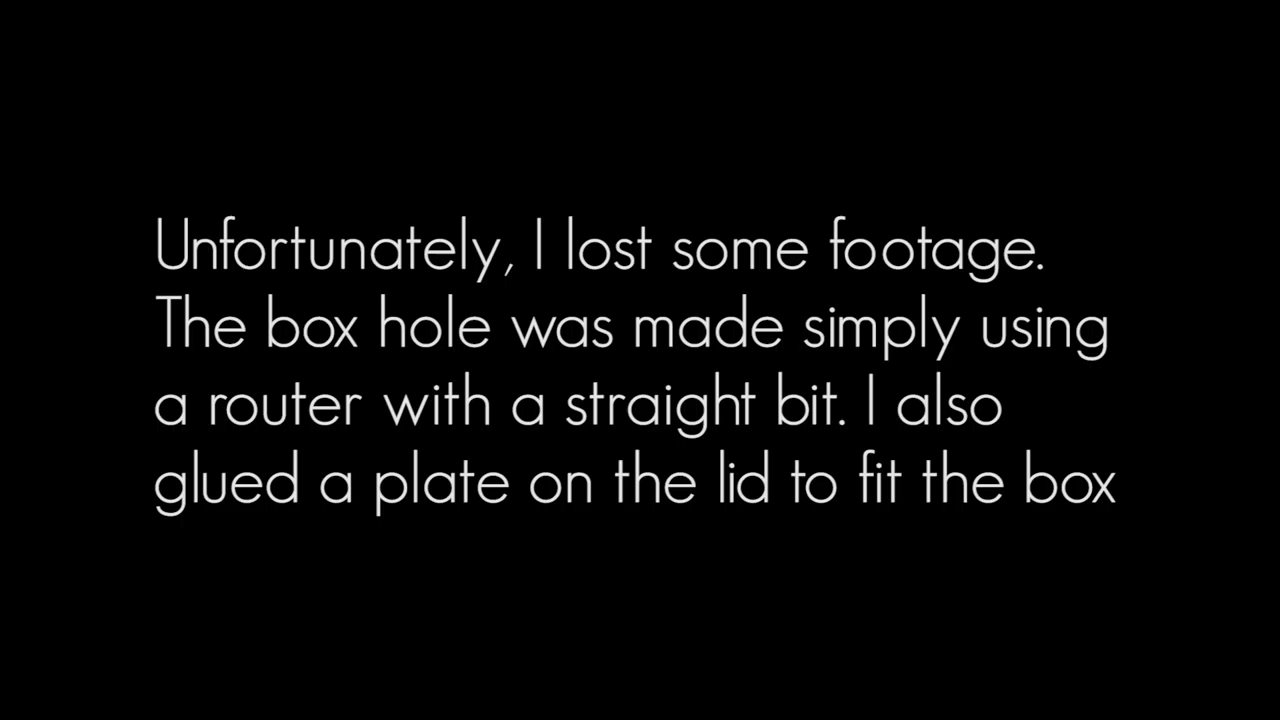 Unfortunately, I lost some footage.
The box hole was made simply using
a router with a straight bit. I also
glued a plate on the lid to fit the box